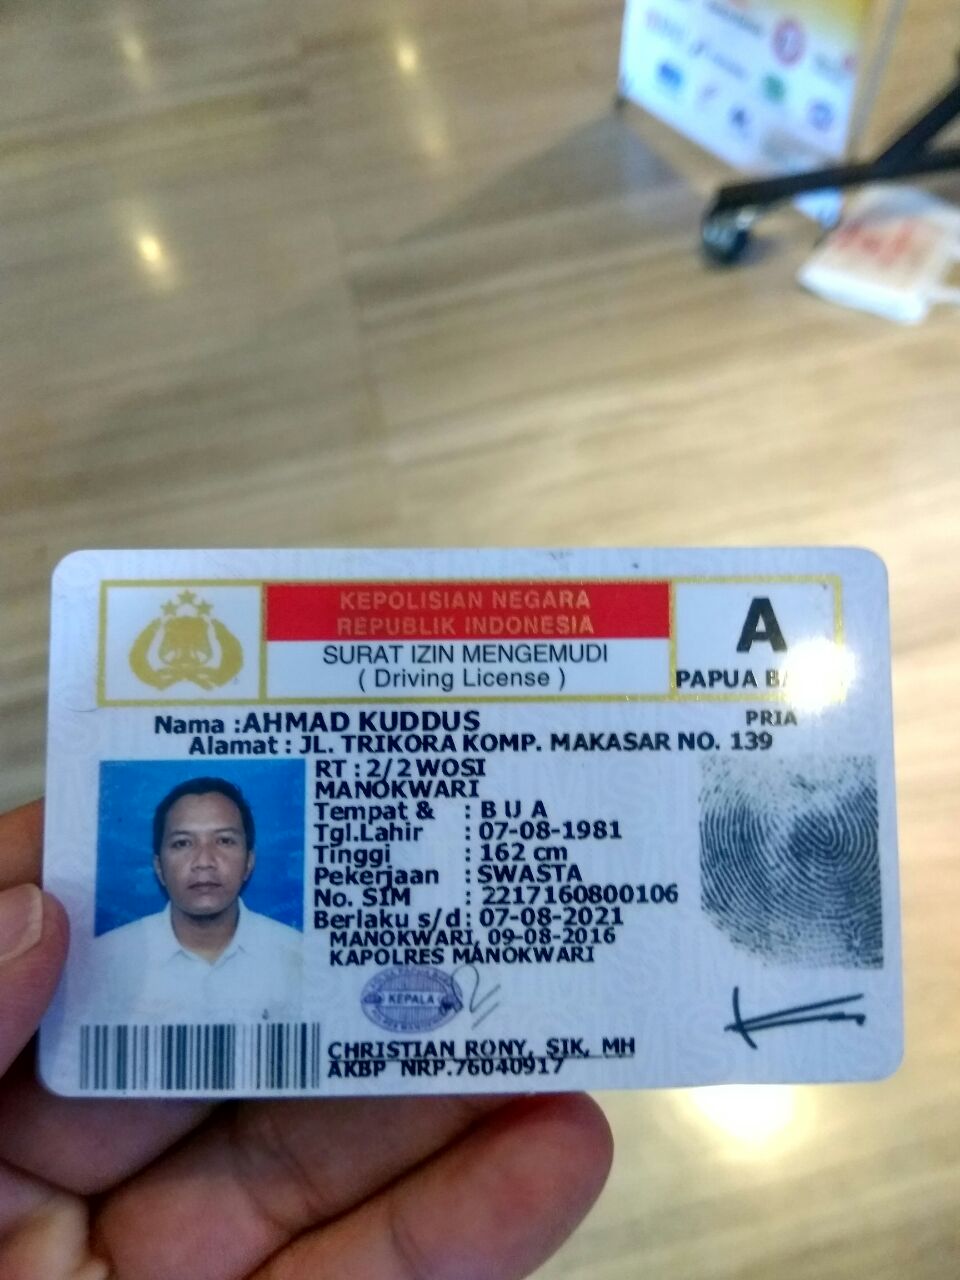 KEPOLISIAN NEGARA
REPUBLIK INDONESIA
SURAT IZIN MENGEMUDI
( Driving License )
A
PAPUA
Nama :AHMAD KUDDUS
PRIA
Alamat : JL. TRIKORA KOMP. MAKASAR NO. 139
RT : 2/2 WOSI
MANOKWARI
Tempat & : B U A
Tgl.Lahir : 07-08-1981
Tinggi : 162 cm
Pekerjaan : SWASTA
No. SIM : 2217160800106
Berlaku s/d : 07-08-2021
MANOKWARI, 09-08-2016
KAPOLRES MANOKWARI
KEPALA
CHRISTIAN RONY, SIK, MH
AKBP NRP.76040917